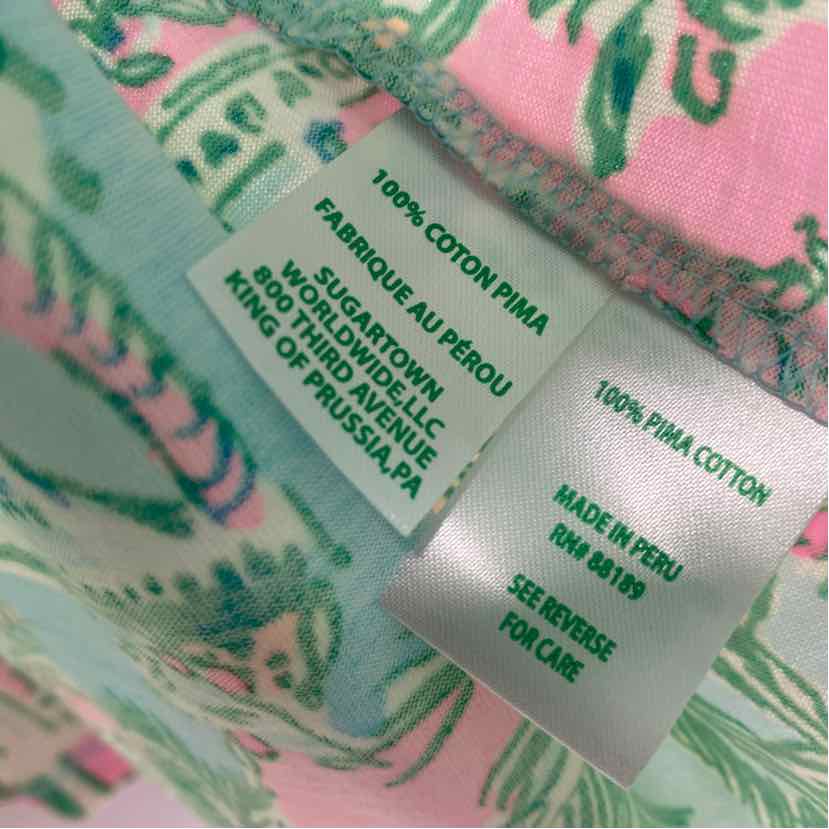 100% COTON PIMA
FABRIQUE AU PÉROU
SUGARTOWN
WORLDWIDE,LLC
800 THIRD AVENUE
KING OF PRUSSIA,PA
100% PIMA COTTON
MADE IN PERU
RN# 88189
SEE REVERSE
FOR CARE